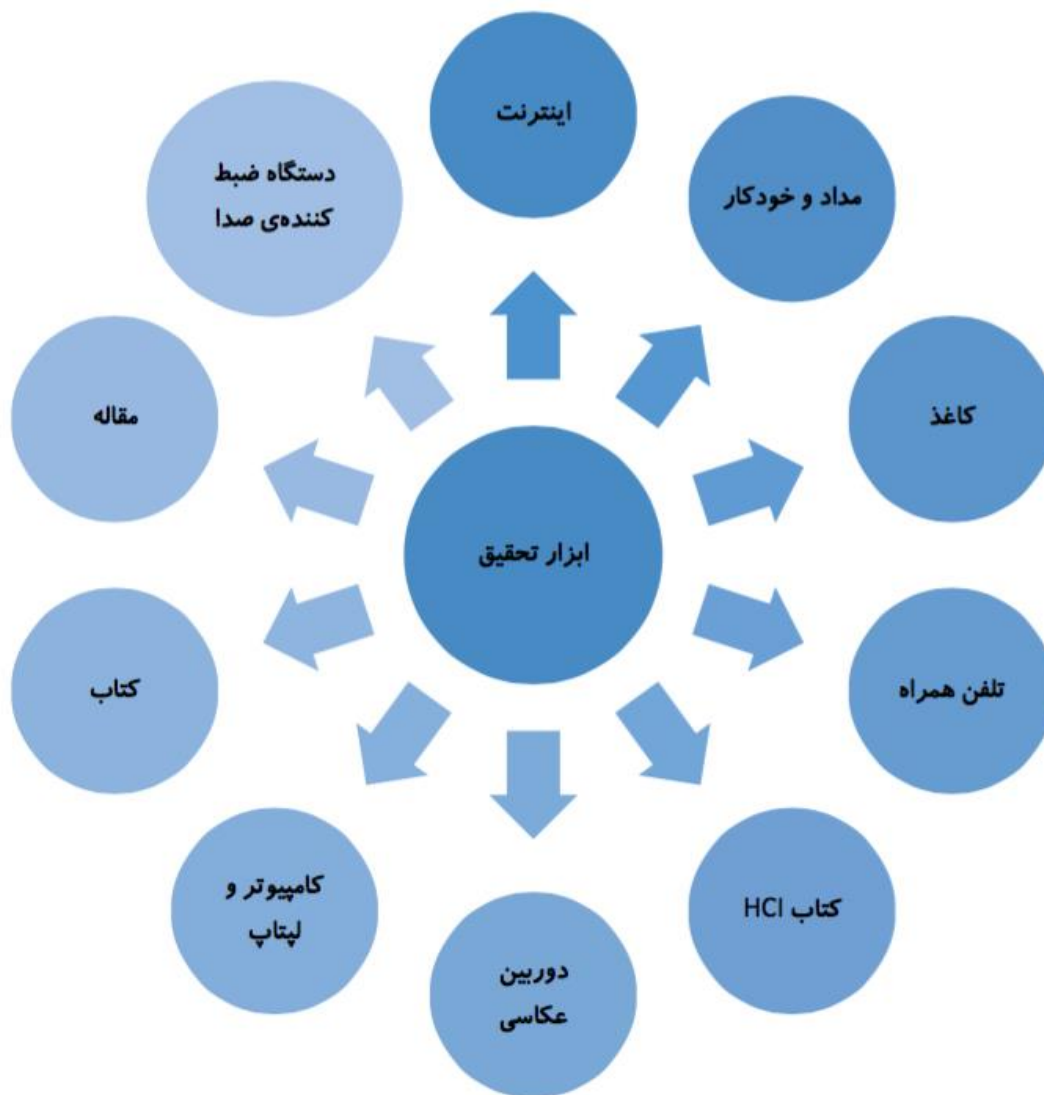 اینترنت
مداد و خودکار
کاغذ
تلفن همراه
کتاب HCI
دوربین
عکاسی
کامپیوتر و
لپتاپ
کتاب
مقاله
دستگاه ضبط
کننده‌ی صدا
ابزار تحقیق